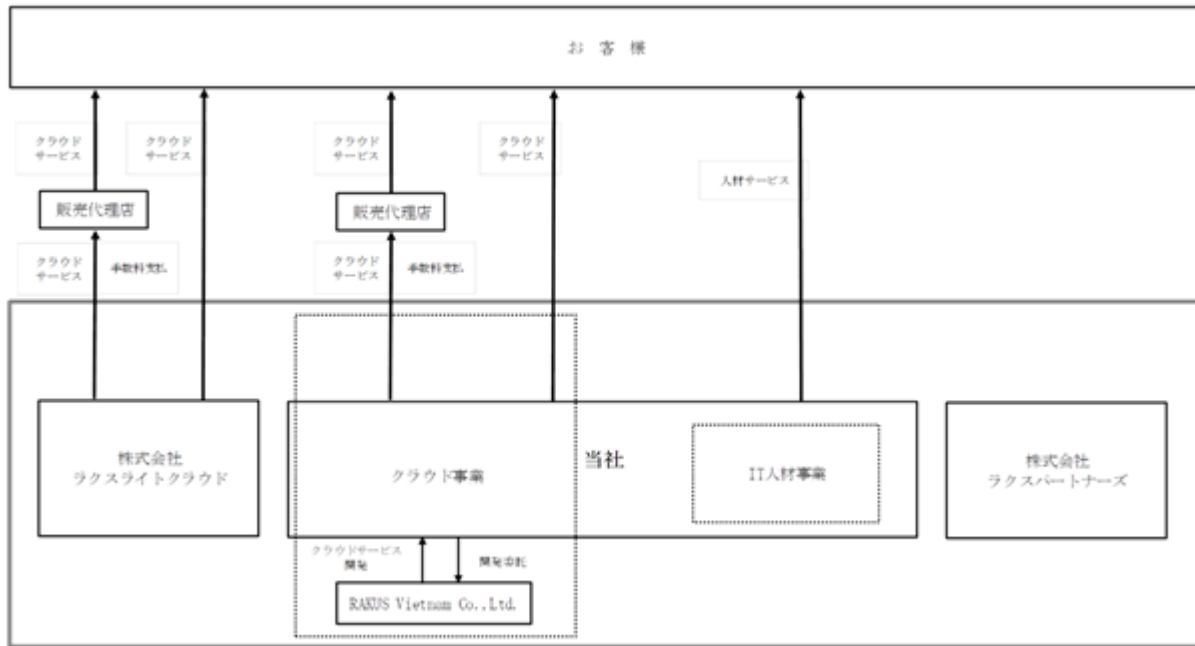 お 客 様
クラウド
サービス
クラウド
サービス
クラウド
サービス
クラウド
サービス
人材サービス
販売代理店
販売代理店
クラウド
サービス
手数料支払
クラウド
サービス
手数料支払
株式会社
ラクスライトクラウド
クラウド事業
当社
IT人材事業
株式会社
ラクスパートナーズ
クラウドサービス
開発
開発委託
RAKUS Vietnam Co.,Ltd.